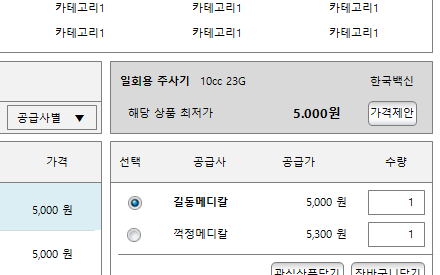 카테고리1 카테고리1 카테고리1
카테고리1 카테고리1 카테고리1
일회용 주사기 10cc 23G 한국백신
공급사별 ▼
해당 상품 최저가 5.000원 가격제안
가격
선택 공급사 공급가 수량
5,000 원
길동메디칼 5,000 원 1
꺽정메디칼 5,300 원 1
5,000 원
관심상품담기 장바구니담기